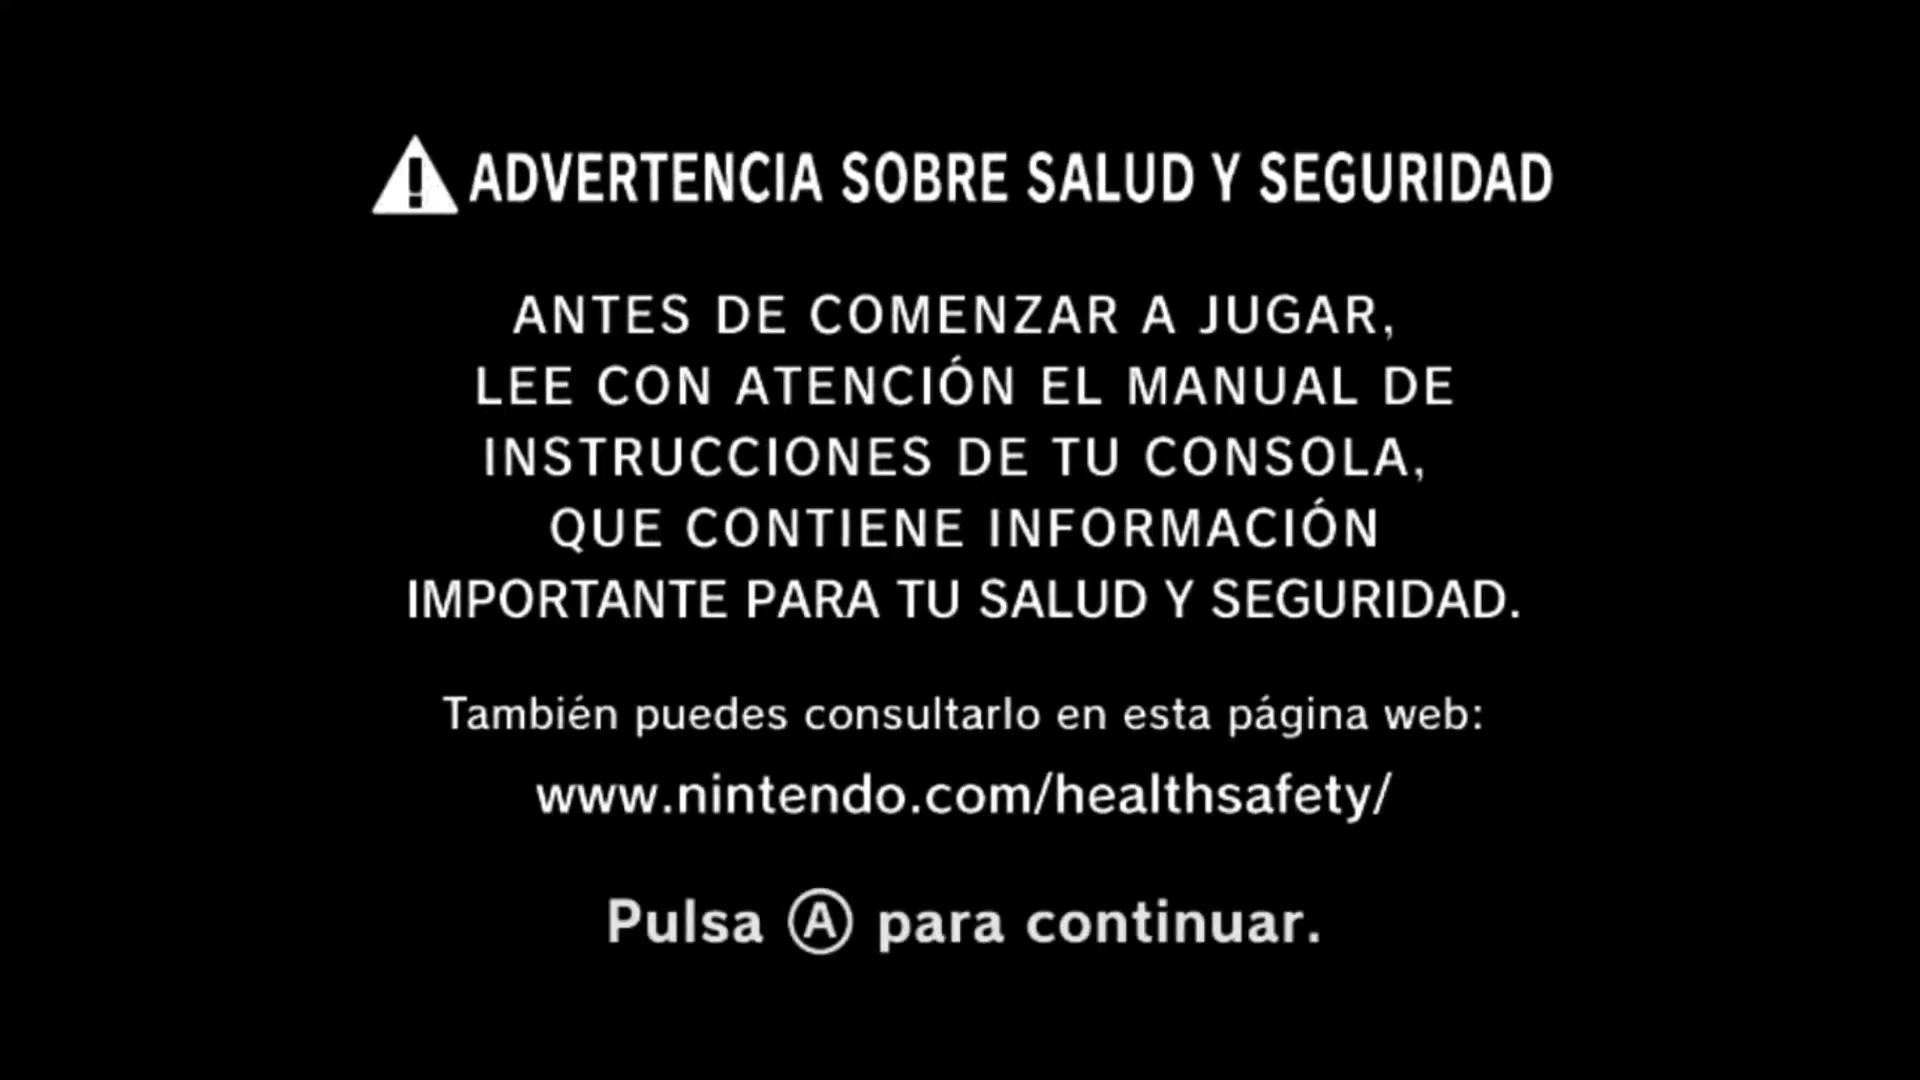 ADVERTENCIA SOBRE SALUD Y SEGURIDAD
ANTES DE COMENZAR A JUGAR,
LEE CON ATENCIÓN EL MANUAL DE
INSTRUCCIONES DE TU CONSOLA,
QUE CONTIENE INFORMACIÓN
IMPORTANTE PARA TU SALUD Y SEGURIDAD.
También puedes consultarlo en esta página web:
www.nintendo.com/healthsafety/
Pulsa Ⓐ para continuar.